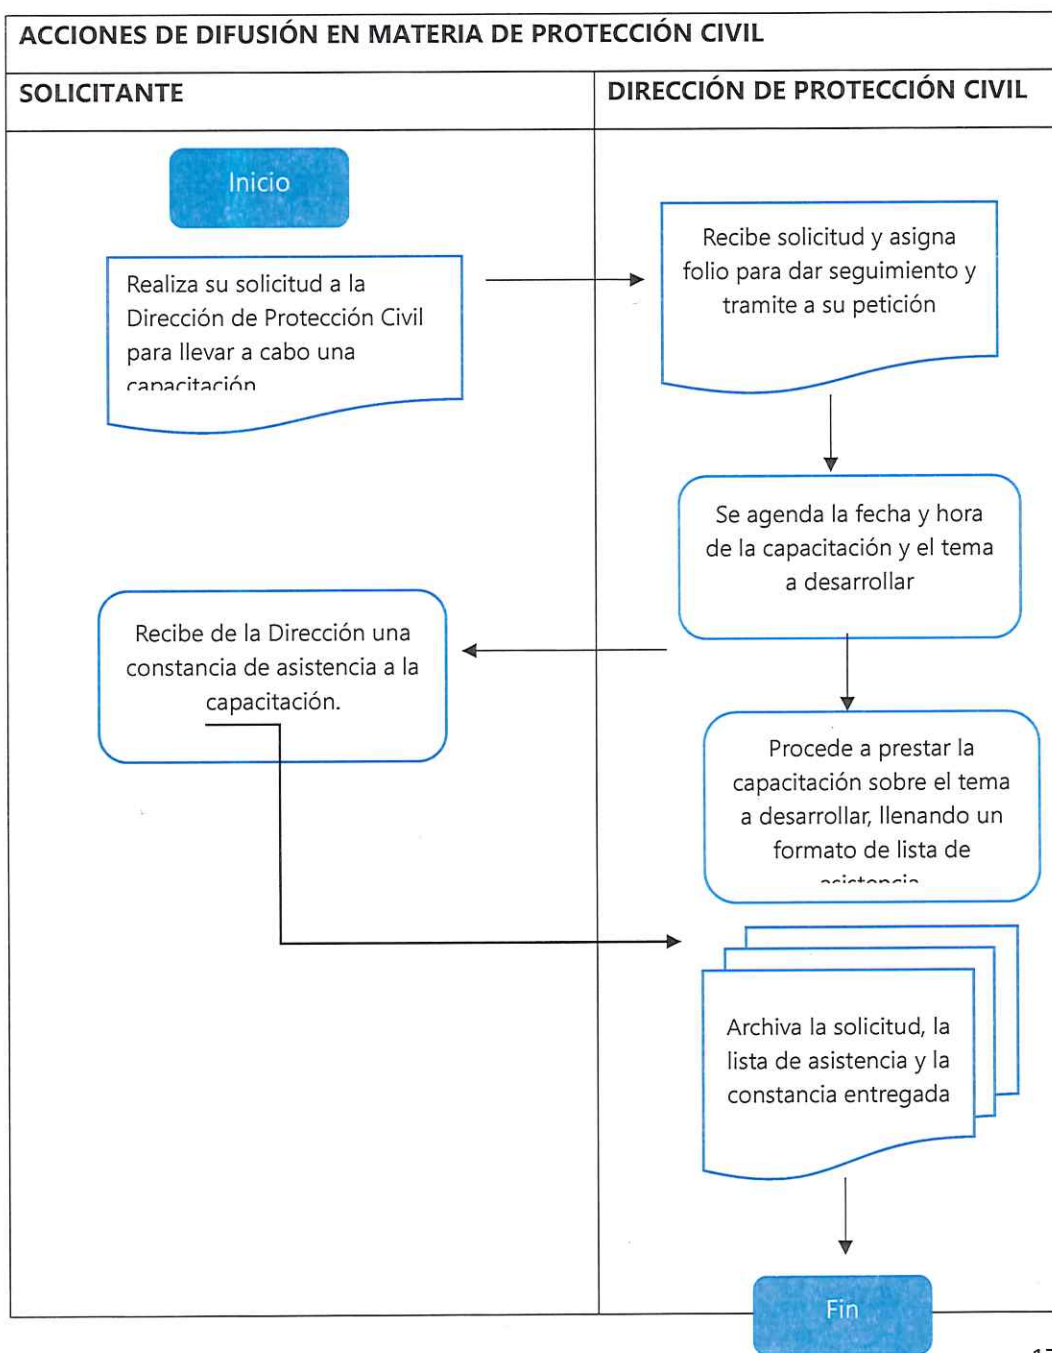 ACCIONES DE DIFUSIÓN EN MATERIA DE PROTECCIÓN CIVIL
SOLICITANTE
DIRECCIÓN DE PROTECCIÓN CIVIL
Inicio
Realiza su solicitud a la
Dirección de Protección Civil
para llevar a cabo una
capacitación
Recibe solicitud y asigna
folio para dar seguimiento y
tramite a su petición
Se agenda la fecha y hora
de la capacitación y el tema
a desarrollar
Recibe de la Dirección una
constancia de asistencia a la
capacitación.
Procede a prestar la
capacitación sobre el tema
a desarrollar, llenando un
formato de lista de
asistencia
Archiva la solicitud, la
lista de asistencia y la
constancia entregada
Fin